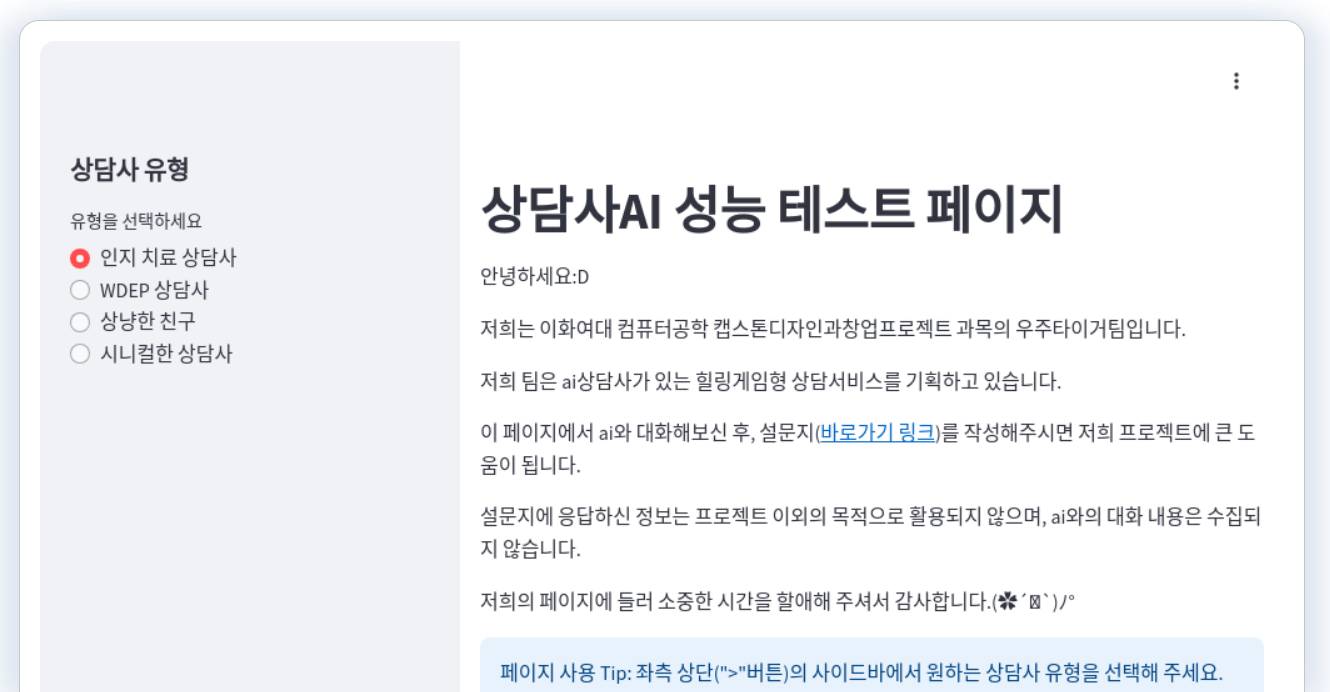 상담사 유형
유형을 선택하세요
인지 치료 상담사
WDEP 상담사
상냥한 친구
시니컬한 상담사
상담사AI 성능 테스트 페이지
안녕하세요:D
저희는 이화여대 컴퓨터공학 캡스톤디자인과창업프로젝트 과목의 우주타이거팀입니다.
저희 팀은 ai상담사가 있는 힐링게임형 상담서비스를 기획하고 있습니다.
이 페이지에서 ai와 대화해보신 후, 설문지(바로가기 링크)를 작성해주시면 저희 프로젝트에 큰 도
움이 됩니다.
설문지에 응답하신 정보는 프로젝트 이외의 목적으로 활용되지 않으며, ai와의 대화 내용은 수집되
지 않습니다.
저희의 페이지에 들러 소중한 시간을 할애해 주셔서 감사합니다.(✿´ `)ﾉﾟ
페이지 사용 Tip: 좌측 상단(">"버튼)의 사이드바에서 원하는 상담사 유형을 선택해 주세요.